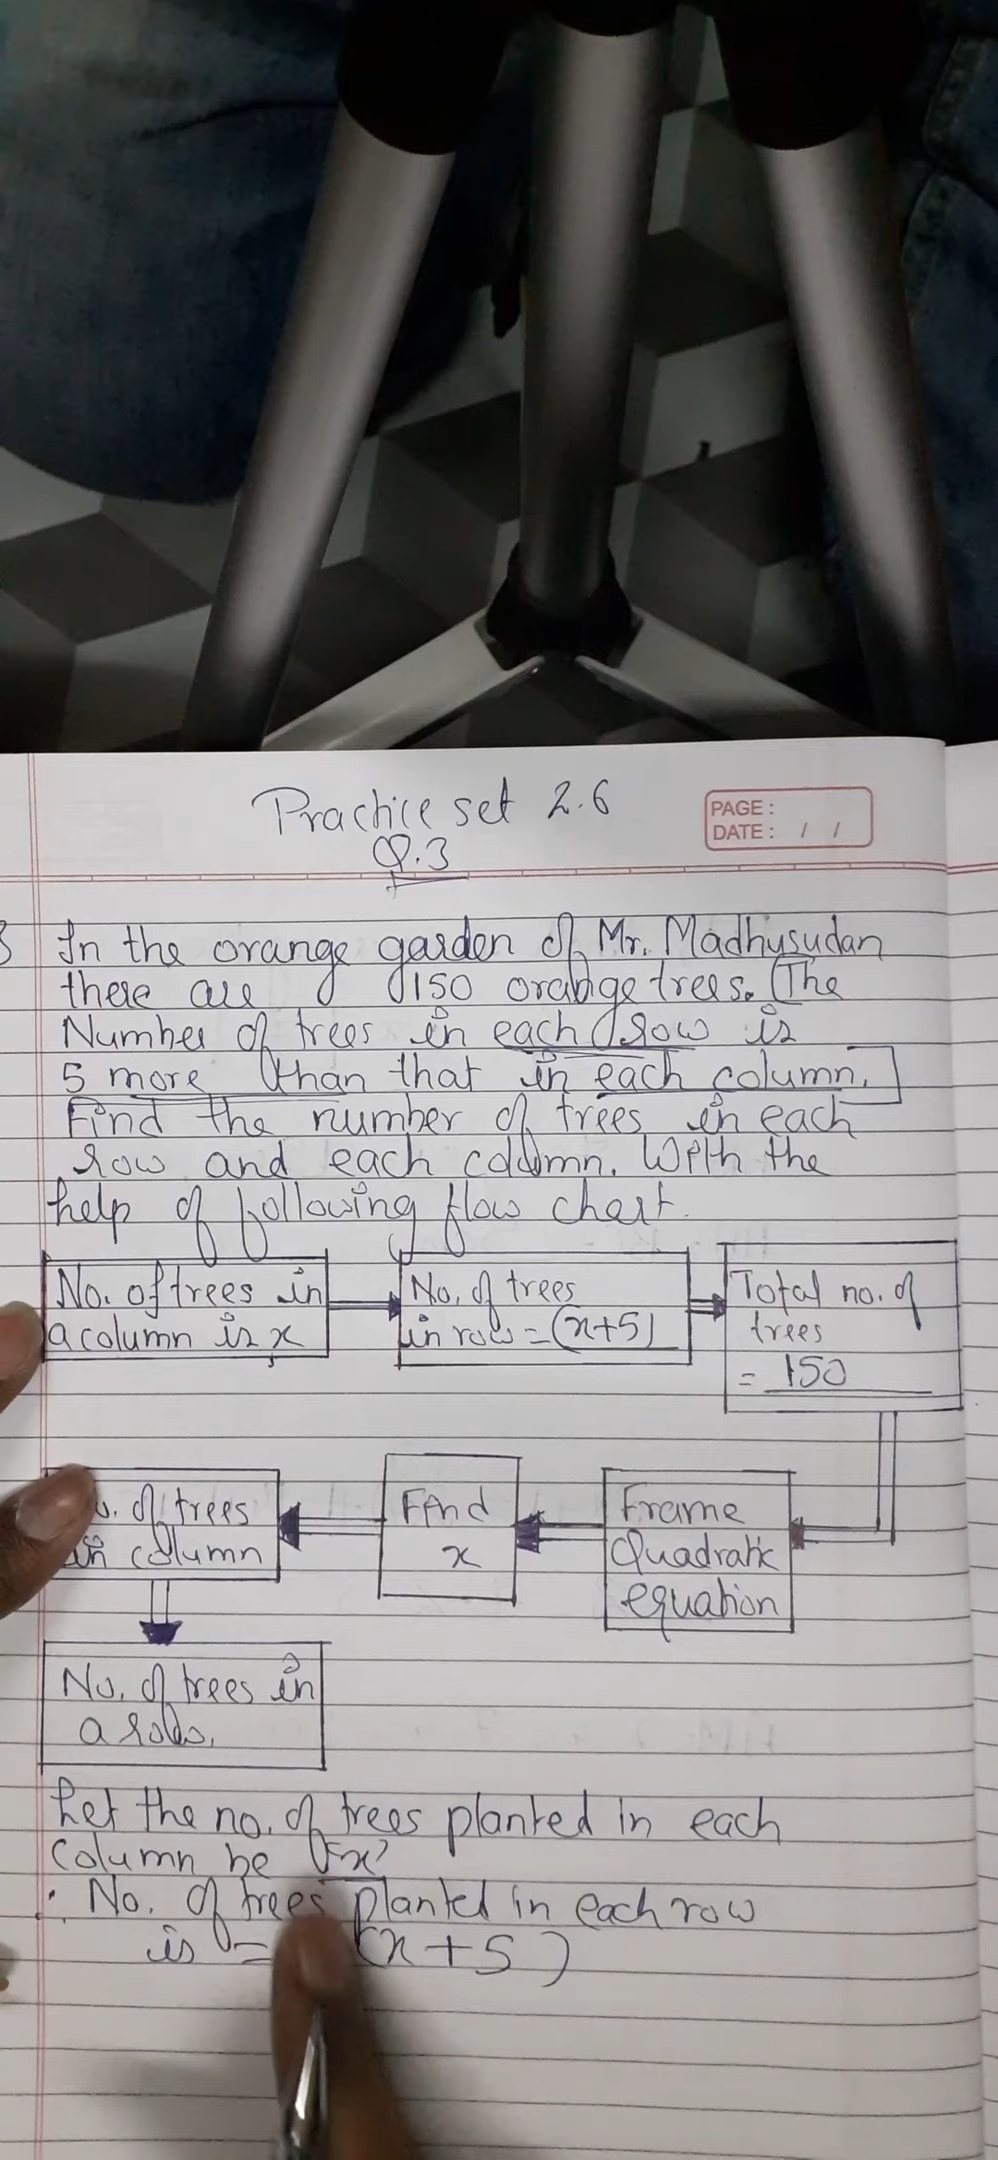 Practice set 2.6
Q.3
PAGE :
DATE : / /
3 In the orange garden of Mr. Madhusudan
there are 150 orange trees. The
Number of trees in each row is
5 more than that in each column.
Find the number of trees in each
row and each column. With the
help of following flow chart.
No. of trees in
a column is x
No. of trees
in row = (x+5)
Total no. of
trees
= 150
Frame
Quadratic
equation
Find
x
of trees
in column
No. of trees in
a row.
Let the no. of trees planted in each
column be 'x'
. No. of trees planted in each row
is = (x+5)